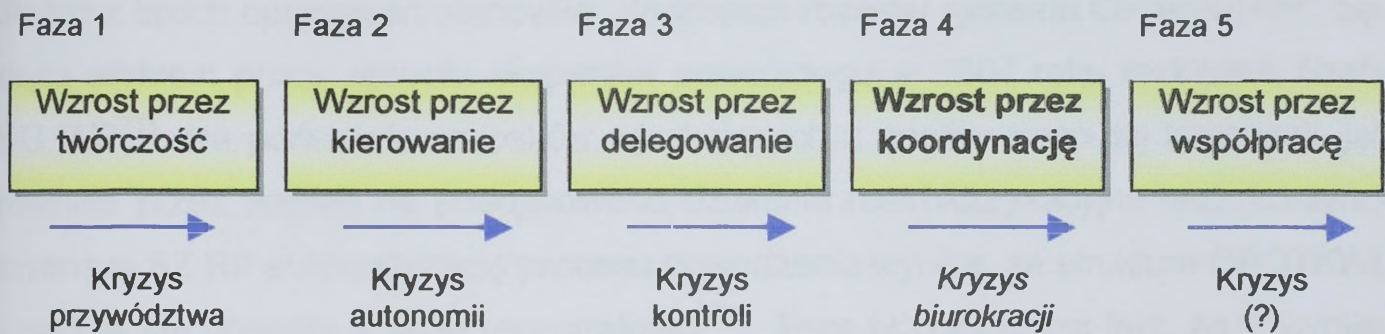 Faza 1
Faza 2
Faza 3
Faza 4
Faza 5
Wzrost przez
twórczość
Wzrost przez
kierowanie
Wzrost przez
delegowanie
Wzrost przez
koordynację
Wzrost przez
współpracę
Kryzys
przywództwa
Kryzys
autonomii
Kryzys
kontroli
Kryzys
biurokracji
Kryzys
(?)